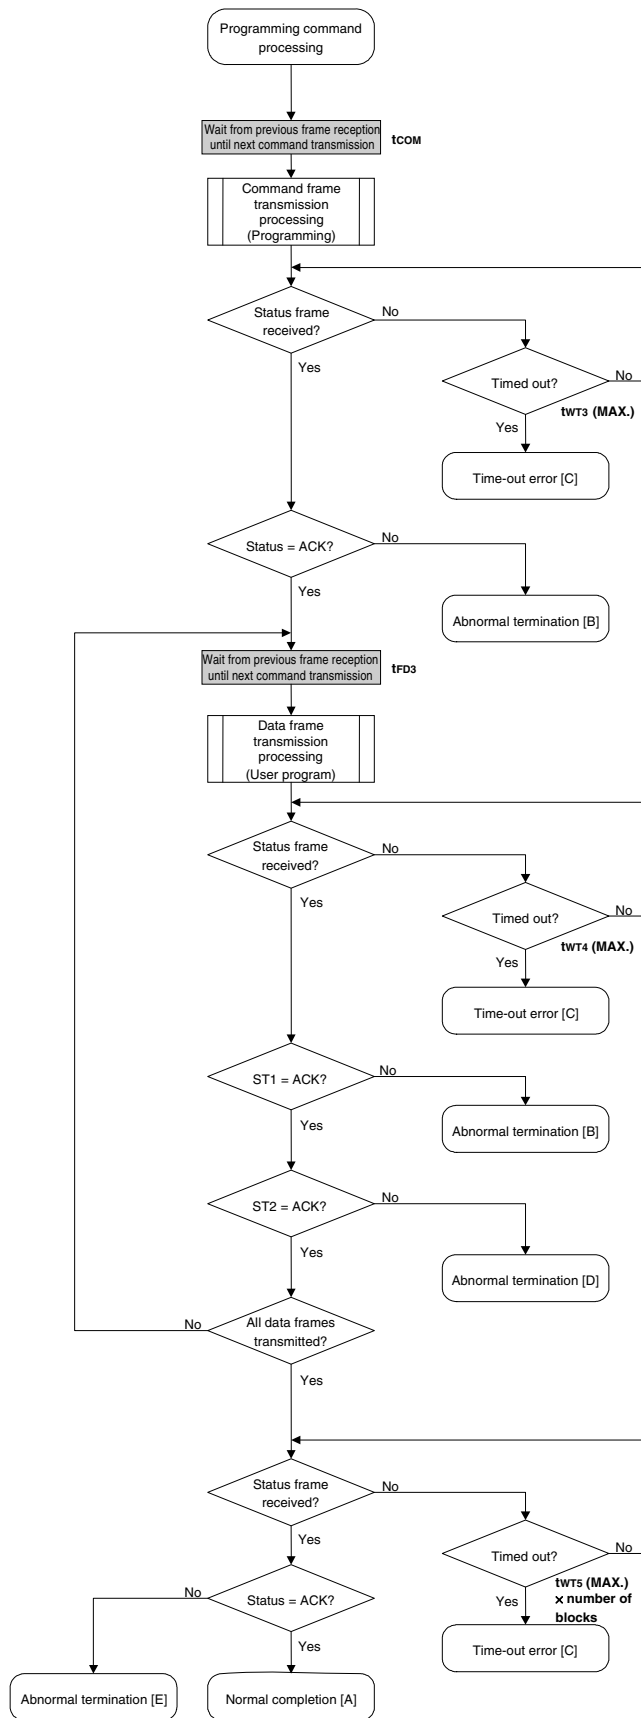 Programming command
processing
Wait from previous frame reception
until next command transmission
tCOM
Command frame
transmission
processing
(Programming)
Status frame
received?
No
Yes
Timed out?
No
tWT3 (MAX.)
Yes
Time-out error [C]
Status = ACK?
No
Yes
Abnormal termination [B]
Wait from previous frame reception
until next command transmission
tFD3
Data frame
transmission
processing
(User program)
Status frame
received?
No
Yes
Timed out?
No
tWT4 (MAX.)
Yes
Time-out error [C]
ST1 = ACK?
No
Yes
Abnormal termination [B]
ST2 = ACK?
No
Yes
Abnormal termination [D]
All data frames
transmitted?
No
Yes
Status frame
received?
No
Yes
Timed out?
No
tWT5 (MAX.)
× number of
blocks
Yes
Time-out error [C]
Status = ACK?
No
Yes
Abnormal termination [E]
Normal completion [A]